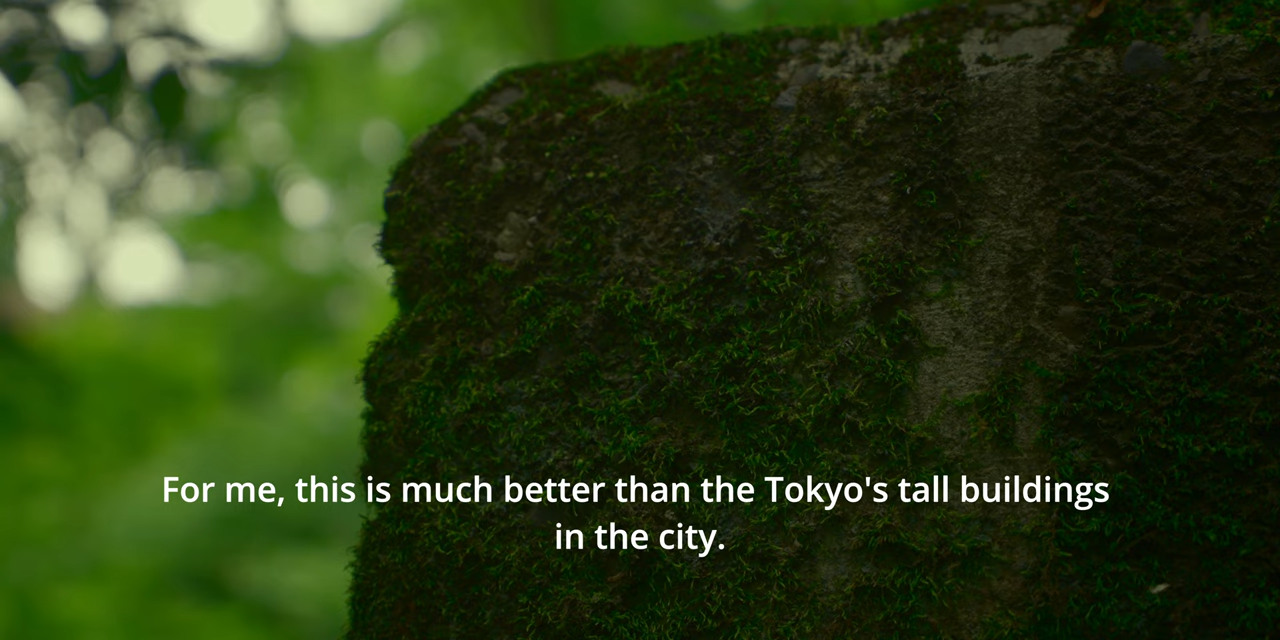 For me, this is much better than the Tokyo's tall buildings
in the city.